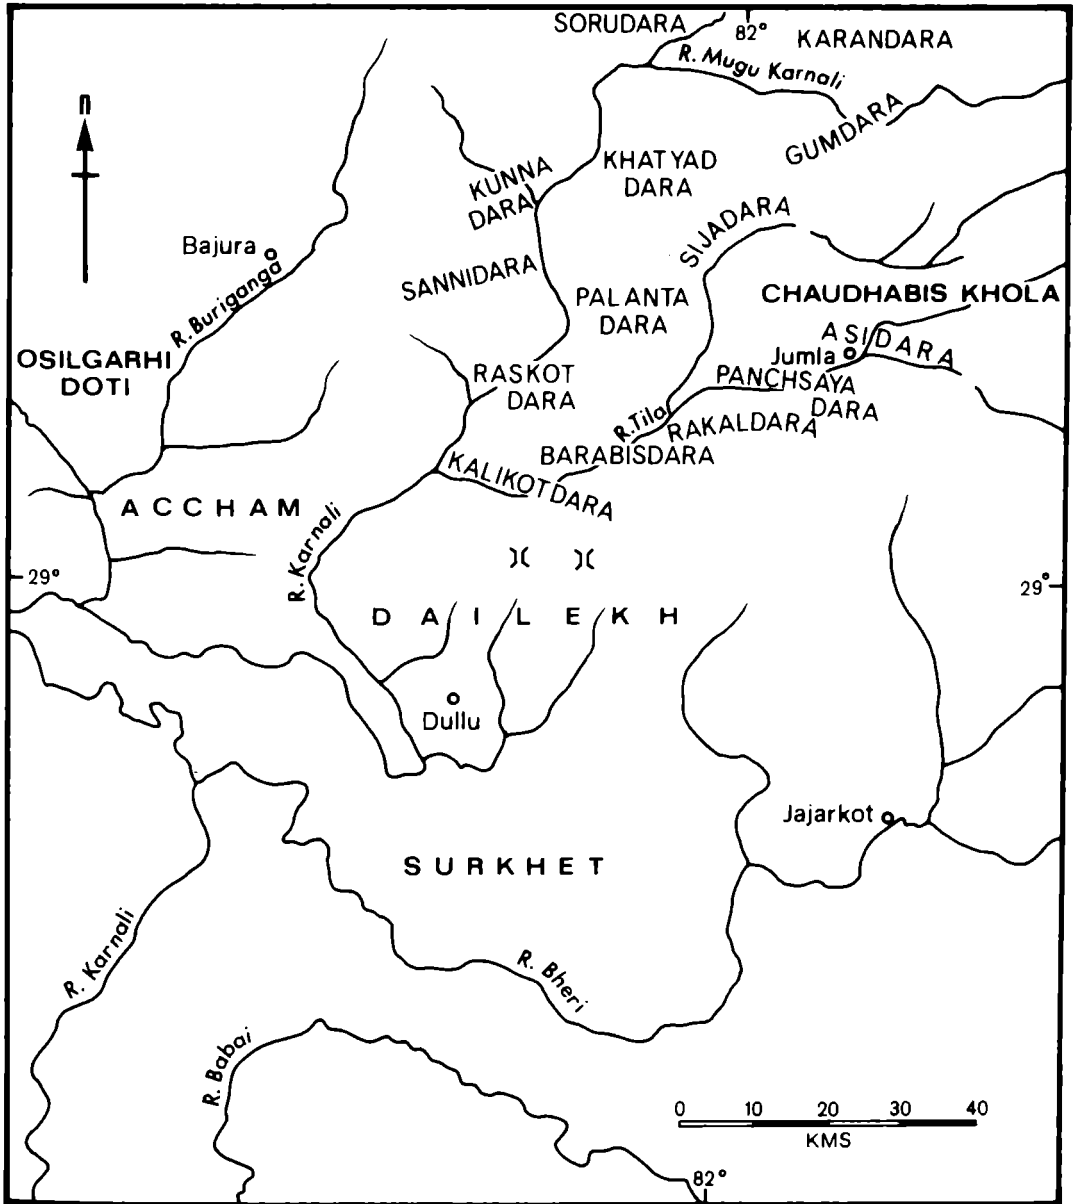 SORUDARA
82°
KARANDARA
R. Mugu Karnali
n
GUMDARA
KHATYAD
DARA
KUNNA
DARA
SIJADARA
Bajura
SANNIDARA
R. Buriganga
PALANTA
DARA
CHAUDHABIS KHOLA
ASIDARA
Jumla
OSILGARHI
DOTI
RASKOT
DARA
PANCHSAYA
DARA
R. Tila
RAKALDARA
BARABISDARA
KALIKOTDARA
ACCHAM
R. Karnali
29°
29°
DAILEKH
Dullu
Jajarkot
SURKHET
R. Karnali
R. Bheri
R. Babai
0 10 20 30 40
KMS
82°